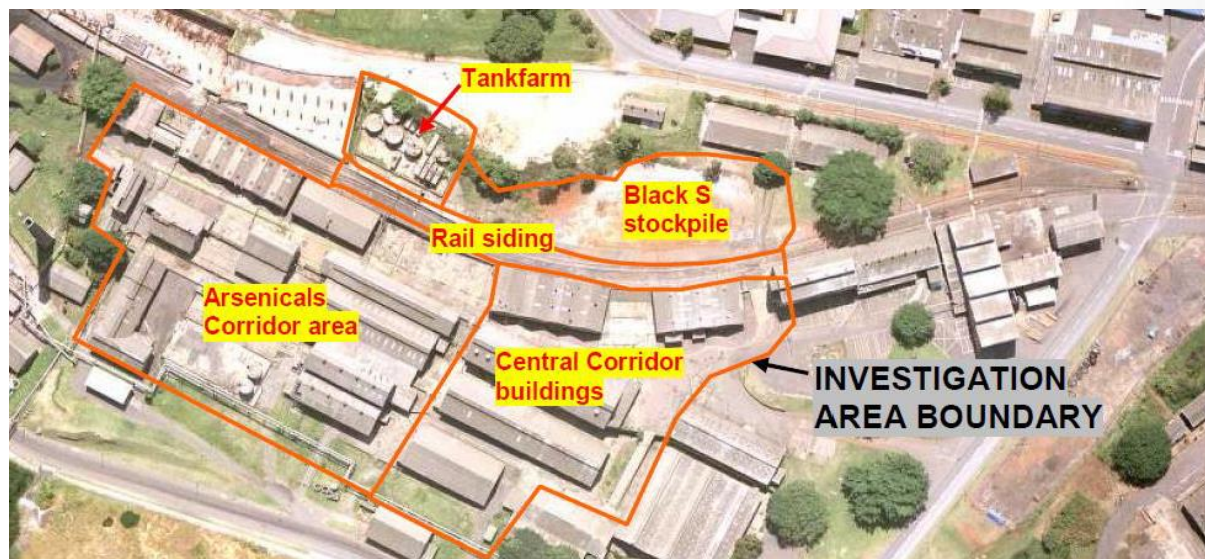 Tankfarm
Black S
stockpile
Rail siding
Arsenicals
Corridor area
Central Corridor
buildings
INVESTIGATION
AREA BOUNDARY